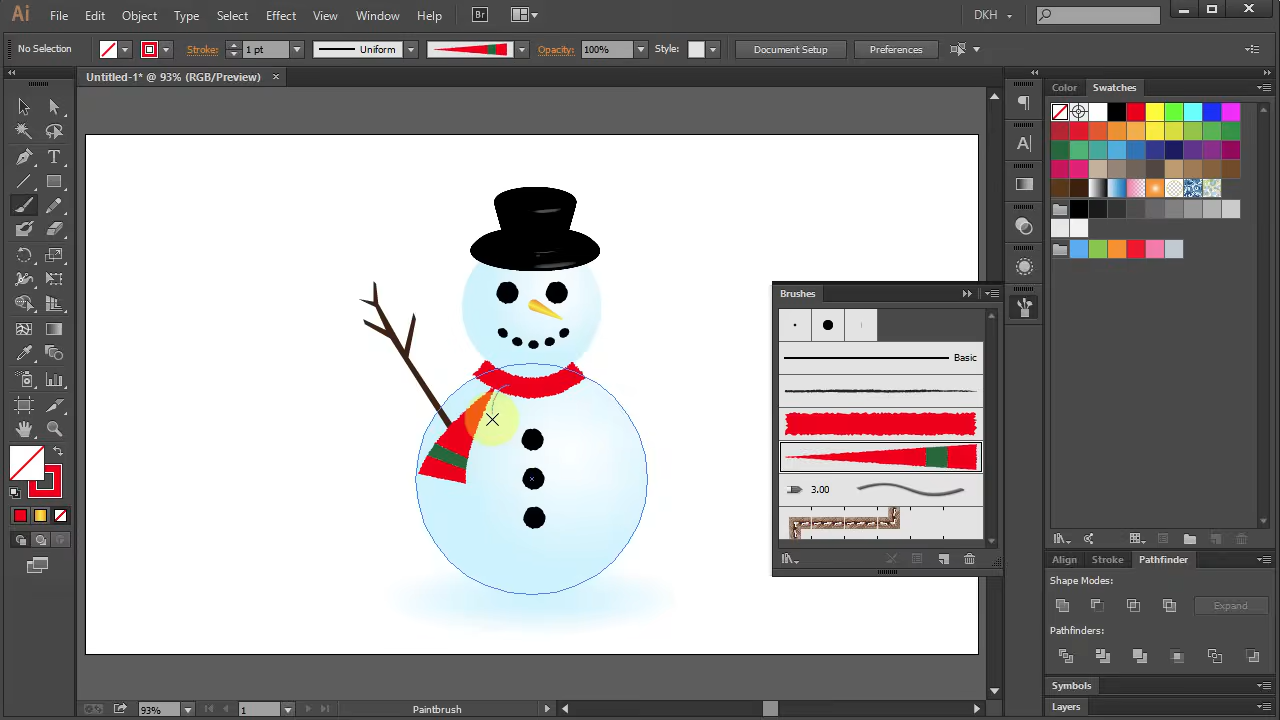 Ai File Edit Object Type Select Effect View Window Help Br DKH
No Selection Stroke: 1 pt Uniform Opacity: 100% Style: Document Setup Preferences
Untitled-1* @ 93% (RGB/Preview)
Color Swatches
Brushes
Basic
3.00
Align Stroke Pathfinder
Shape Modes:
Expand
Pathfinders:
Symbols
Layers
93% 1 Paintbrush